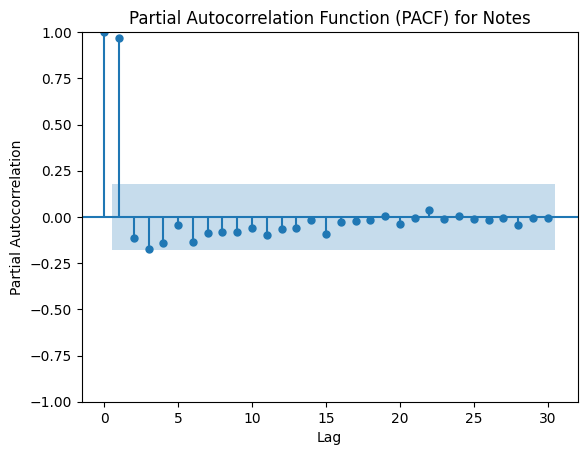 Partial Autocorrelation Function (PACF) for Notes
1.00
0.75
0.50
0.25
0.00
−0.25
−0.50
−0.75
−1.00
Partial Autocorrelation
0 5 10 15 20 25 30
Lag